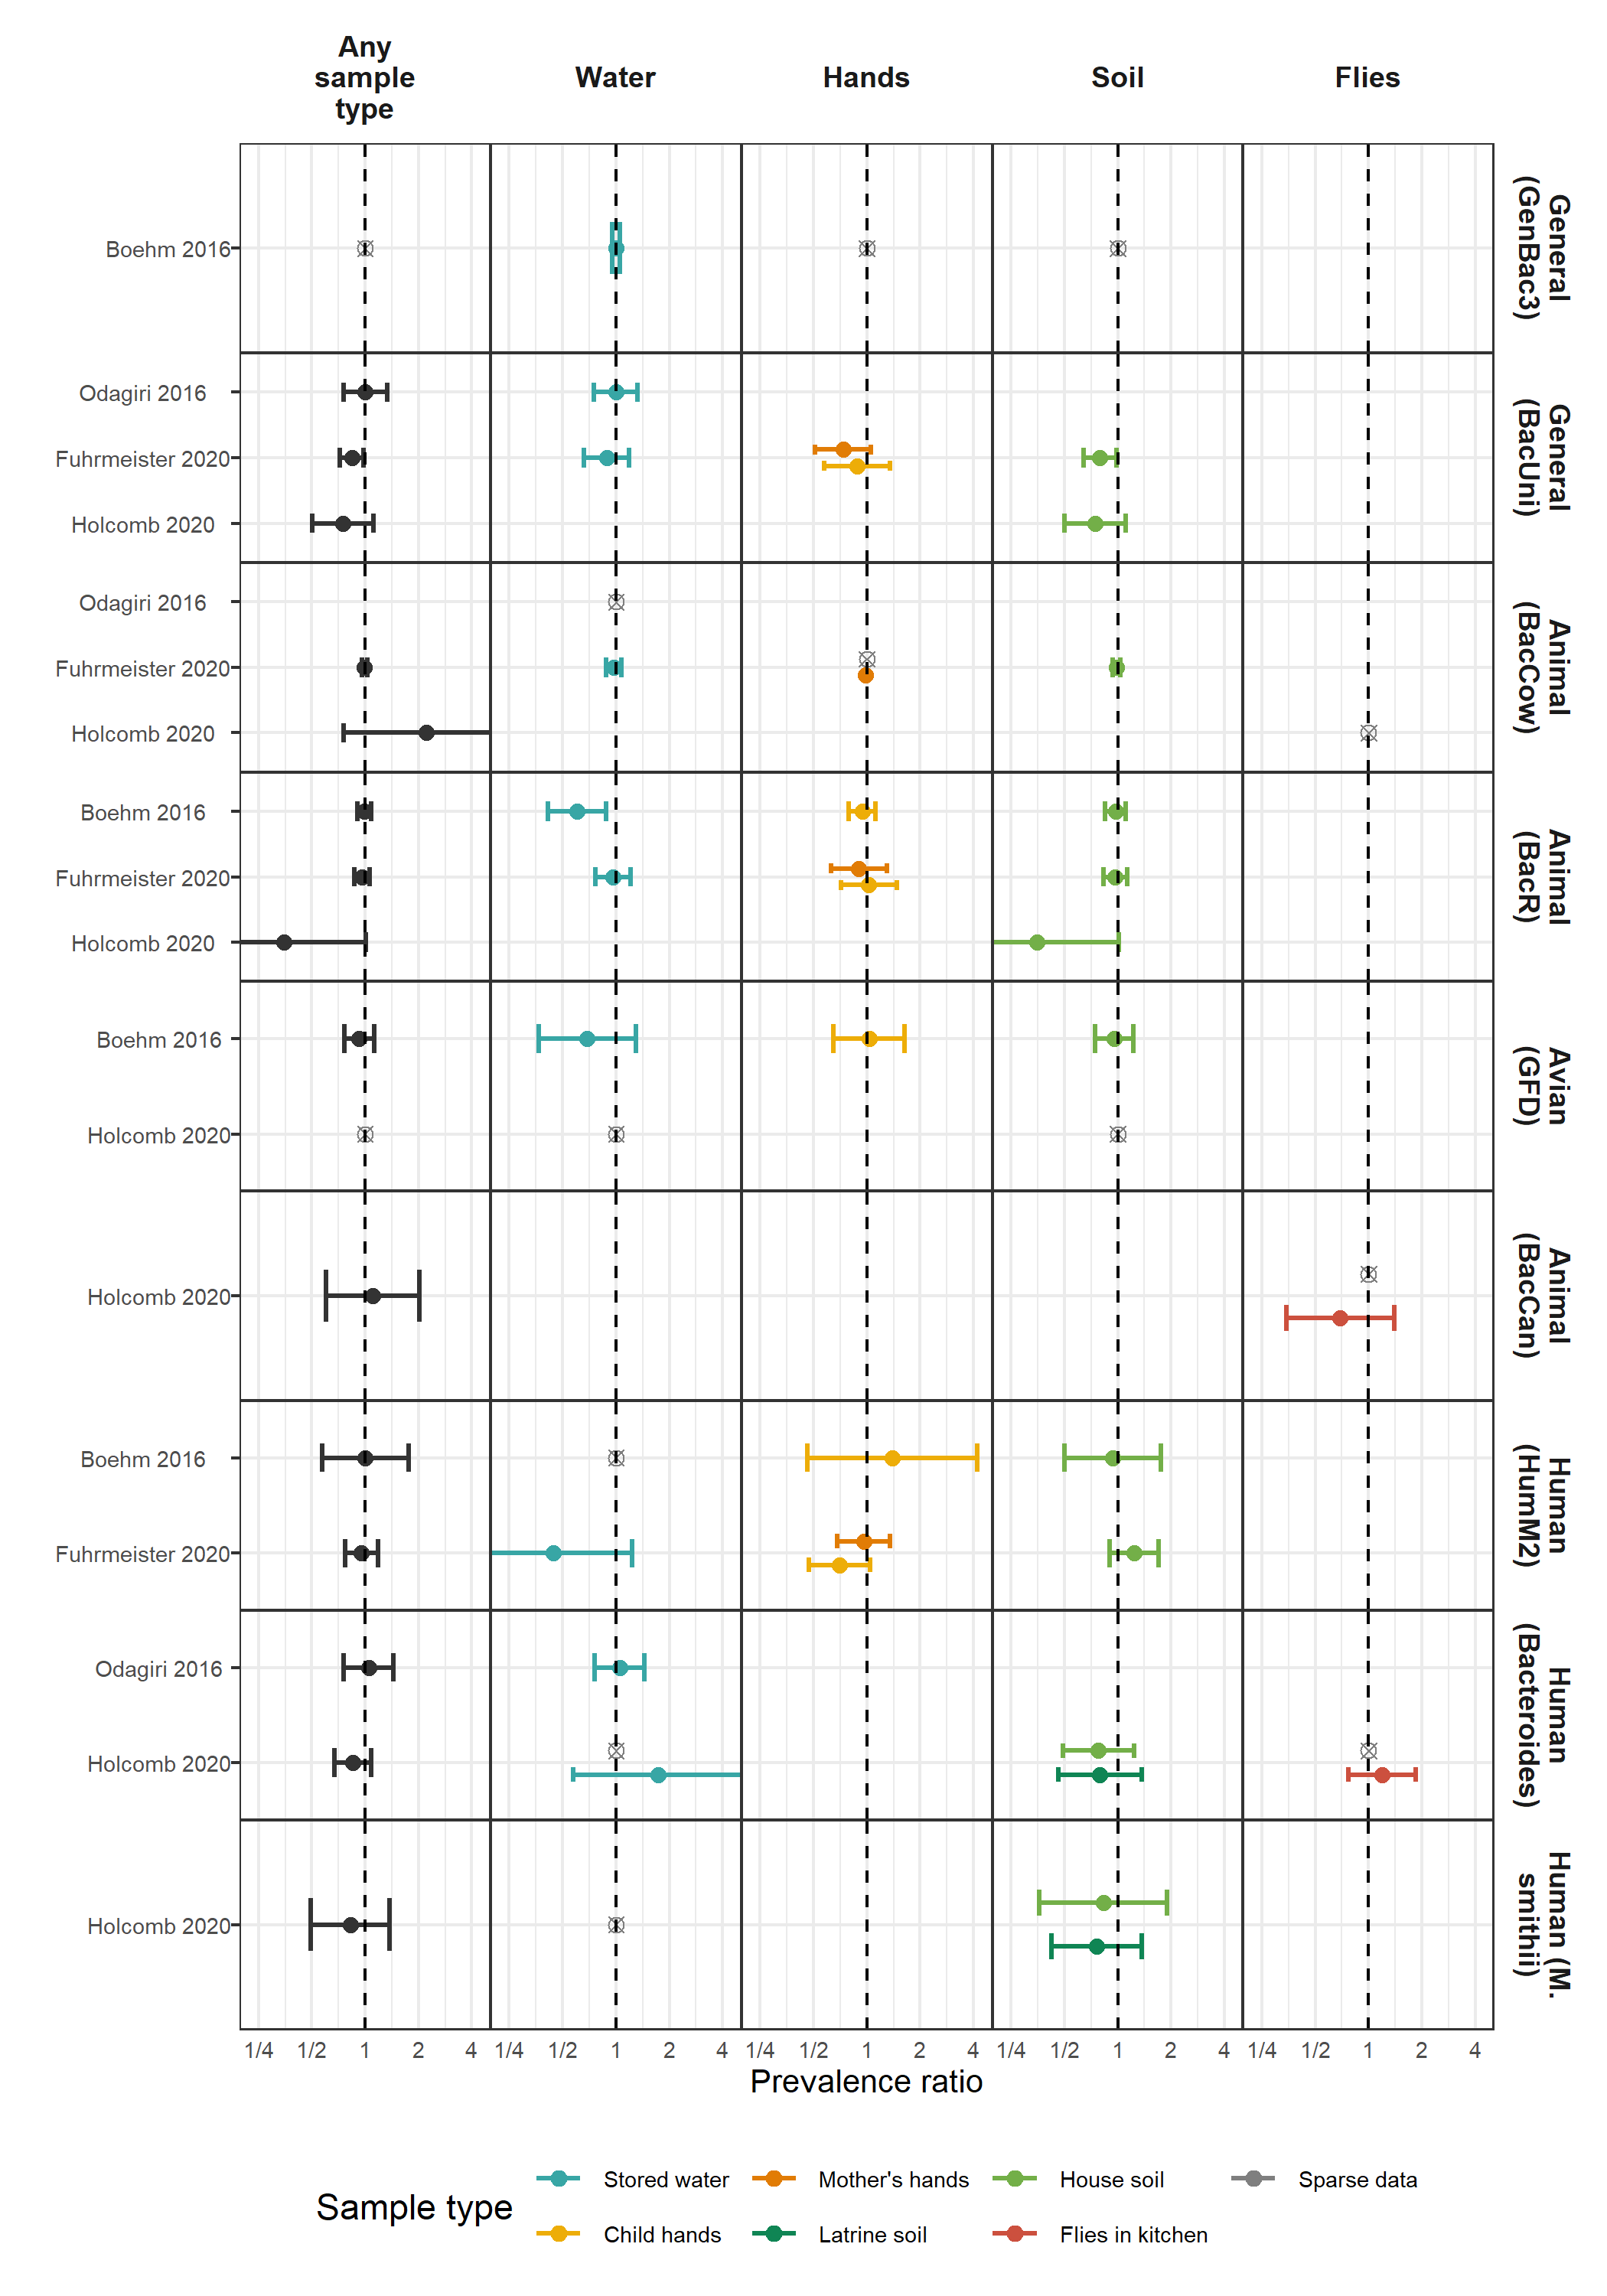 Any
sample
type
Water
Hands
Soil
Flies
Boehm 2016
General
(GenBac3)
Odagiri 2016
Fuhrmeister 2020
Holcomb 2020
General
(BacUni)
Odagiri 2016
Fuhrmeister 2020
Holcomb 2020
Animal
(BacCow)
Boehm 2016
Fuhrmeister 2020
Holcomb 2020
Animal
(BacR)
Boehm 2016
Holcomb 2020
Avian
(GFD)
Holcomb 2020
Animal
(BacCan)
Boehm 2016
Fuhrmeister 2020
Human
(HumM2)
Odagiri 2016
Holcomb 2020
Human
(Bacteroides)
Holcomb 2020
Human (M.
smithii)
1/4 1/2 1 2 4 1/4 1/2 1 2 4 1/4 1/2 1 2 4 1/4 1/2 1 2 4 1/4 1/2 1 2 4
Prevalence ratio
Sample type
Stored water Mother's hands House soil Sparse data
Child hands Latrine soil Flies in kitchen